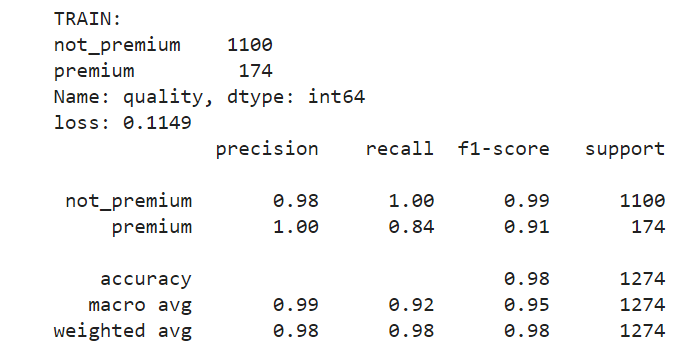 TRAIN:
not_premium    1100
premium         174
Name: quality, dtype: int64
loss: 0.1149
              precision    recall  f1-score   support

 not_premium       0.98      1.00      0.99      1100
     premium       1.00      0.84      0.91       174

    accuracy                           0.98      1274
   macro avg       0.99      0.92      0.95      1274
weighted avg       0.98      0.98      0.98      1274